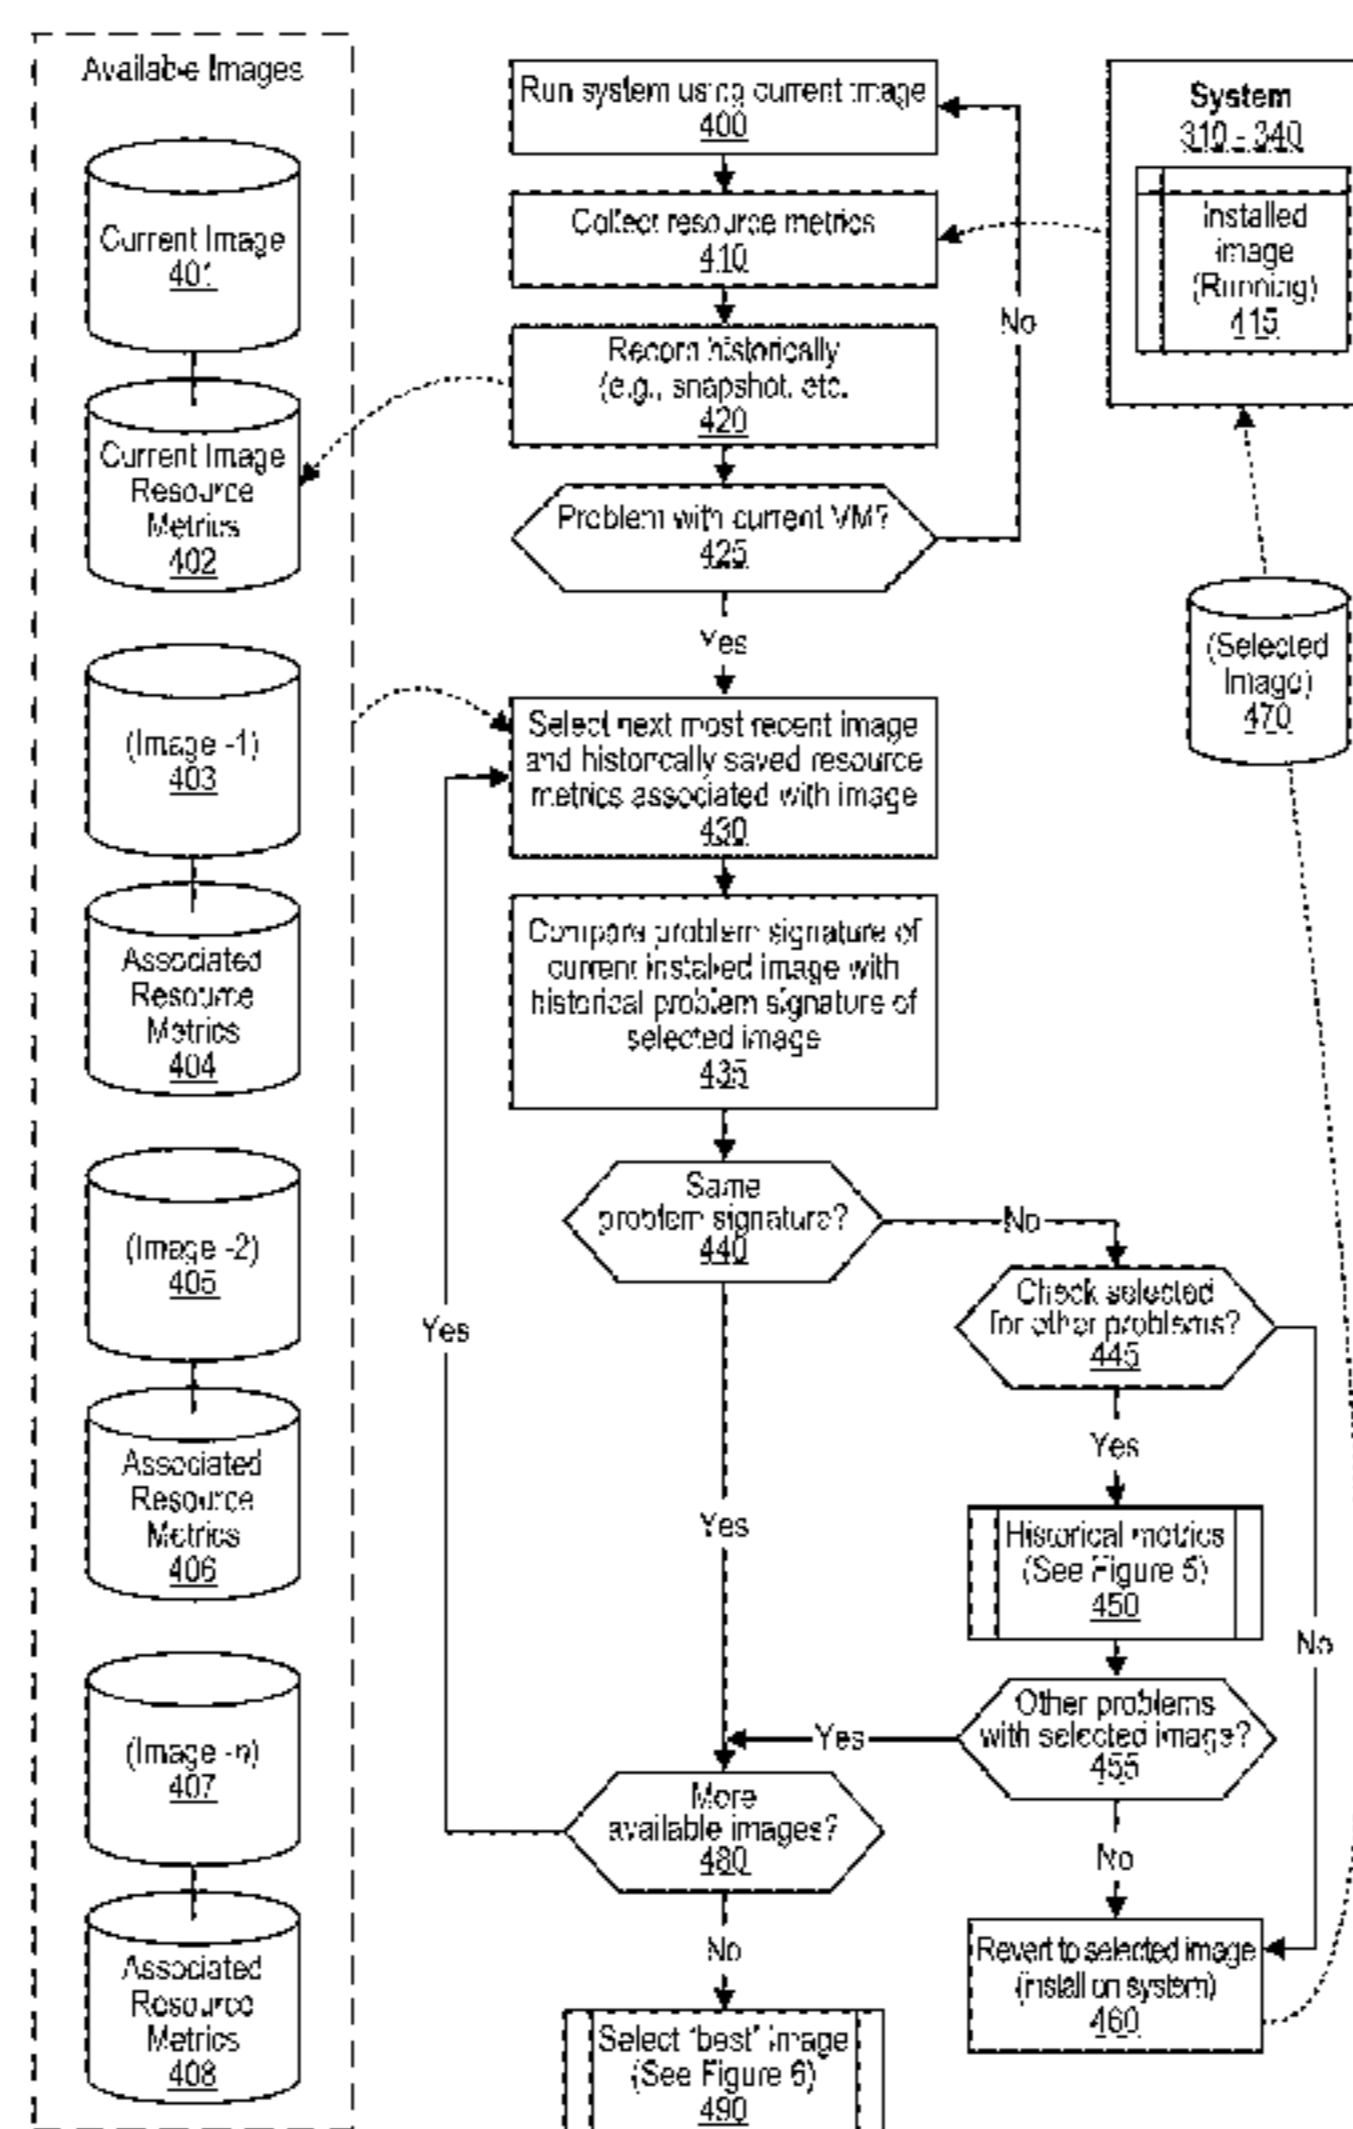 Available Images
Current Image
401
Current Image
Resource
Metrics
402
(Image -1)
403
Associated
Resource
Metrics
404
(Image -2)
405
Associated
Resource
Metrics
406
(Image -n)
407
Associated
Resource
Metrics
408
Run system using current image
400
Collect resource metrics
410
Record historically
(e.g., snapshot, etc.
420
Problem with current VM?
425
No
Yes
Select next most recent image
and historically saved resource
metrics associated with image
430
Compare problem signature of
current installed image with
historical problem signature of
selected image
435
Same
problem signature?
440
No
Yes
Yes
Check selected
for other problems?
445
Yes
No
Historical metrics
(See Figure 5)
450
Other problems
with selected image?
455
Yes
No
More
available images?
480
No
Revert to selected image
(install on system)
460
Select "best" image
(See Figure 6)
490
System
310 - 340
Installed
image
(Running)
415
(Selected
Image)
470